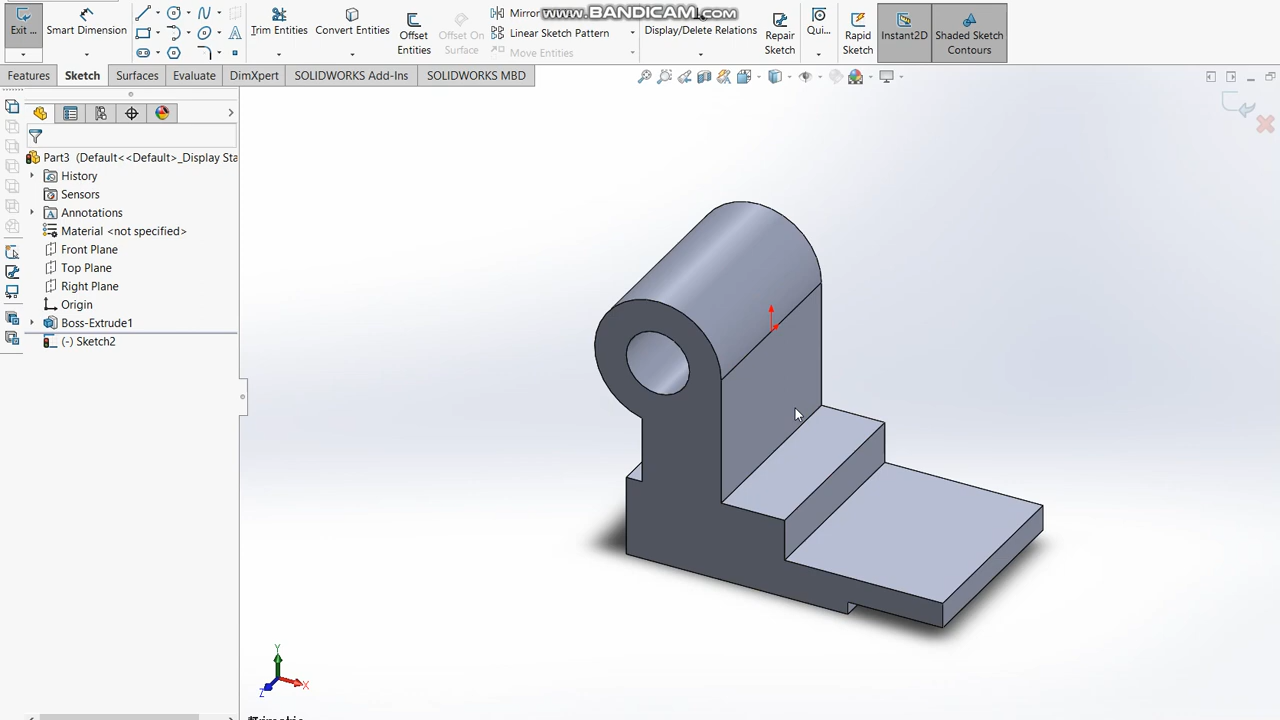 Mirror
www.BANDICAM.com
Exit ...
Smart Dimension
Trim Entities
Convert Entities
Offset Entities
Offset On Surface
Linear Sketch Pattern
Move Entities
Display/Delete Relations
Repair Sketch
Qui...
Rapid Sketch
Instant2D
Shaded Sketch Contours
Features
Sketch
Surfaces
Evaluate
DimXpert
SOLIDWORKS Add-Ins
SOLIDWORKS MBD
Part3 (Default<<Default>_Display Sta
History
Sensors
Annotations
Material <not specified>
Front Plane
Top Plane
Right Plane
Origin
Boss-Extrude1
(-) Sketch2
Y
X
Z